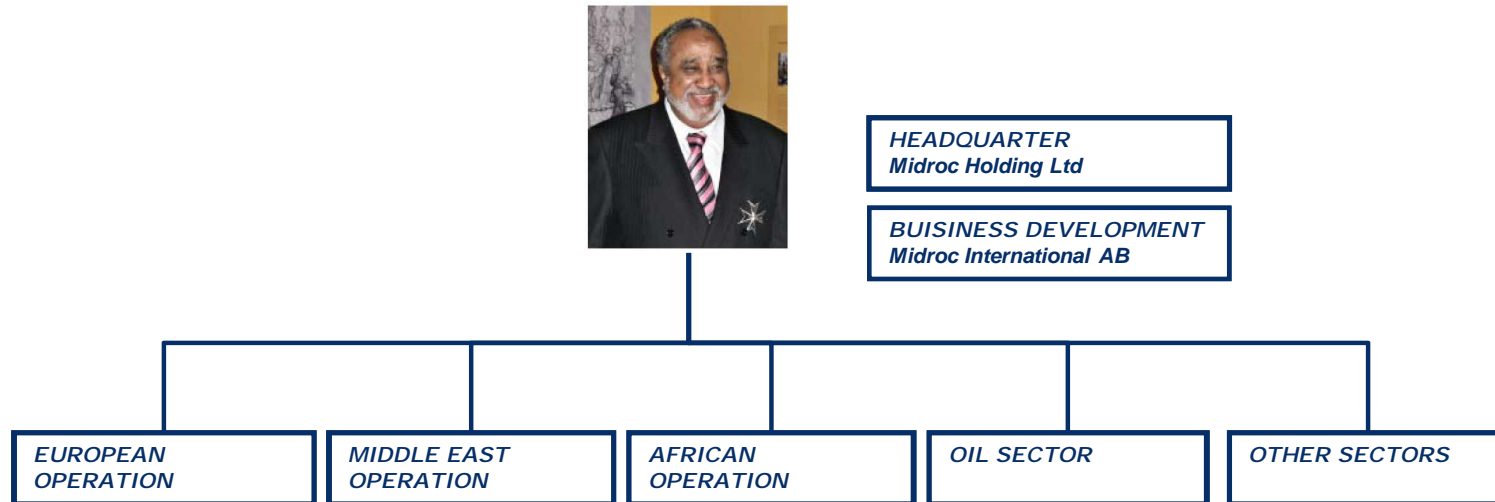 HEADQUARTER
Midroc Holding Ltd
BUISINESS DEVELOPMENT
Midroc International AB
EUROPEAN
OPERATION
MIDDLE EAST
OPERATION
AFRICAN
OPERATION
OIL SECTOR
OTHER SECTORS